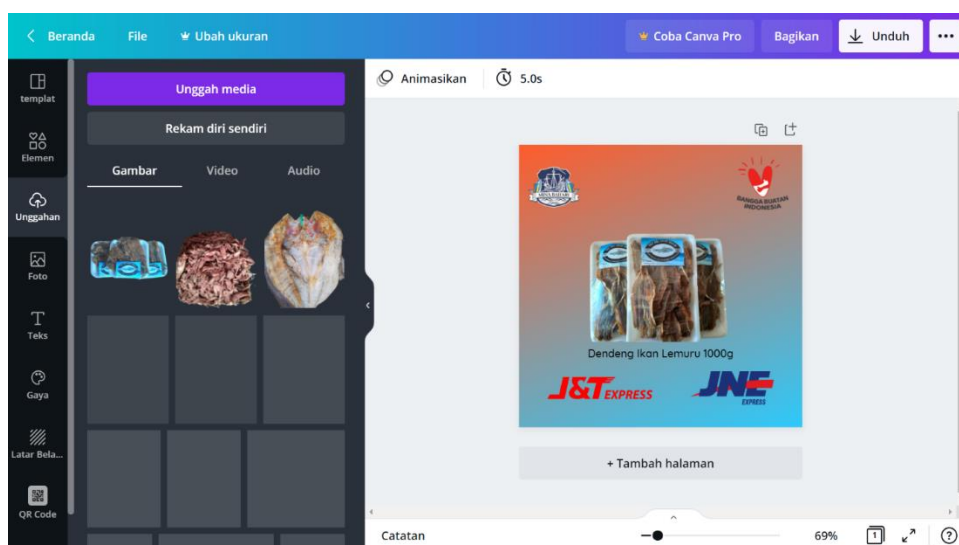 Beranda
File
Ubah ukuran
Coba Canva Pro
Bagikan
Unduh
templat
Elemen
Unggahan
Foto
Teks
Gaya
Latar Bela...
QR Code
Unggah media
Rekam diri sendiri
Gambar
Video
Audio
Animasikan
5.0s
BANGGA BUATAN
INDONESIA
Dendeng Ikan Lemuru 1000g
J&T EXPRESS
JNE
EXPRESS
+ Tambah halaman
Catatan
69%
1
?